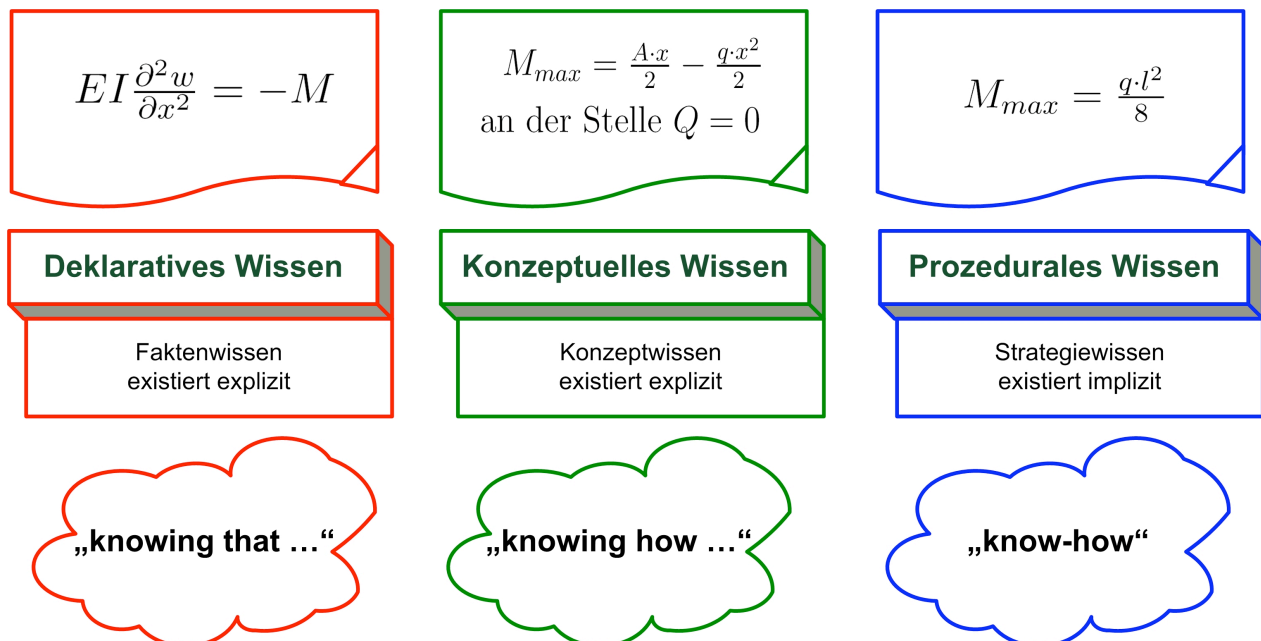 EI ∂²w/∂x² = −M
M_max = A·x/2 − q·x²/2
an der Stelle Q = 0
M_max = q·l²/8
Deklaratives Wissen
Faktenwissen
existiert explizit
Konzeptuelles Wissen
Konzeptwissen
existiert explizit
Prozedurales Wissen
Strategiewissen
existiert implizit
„knowing that …“
„knowing how …“
„know-how“